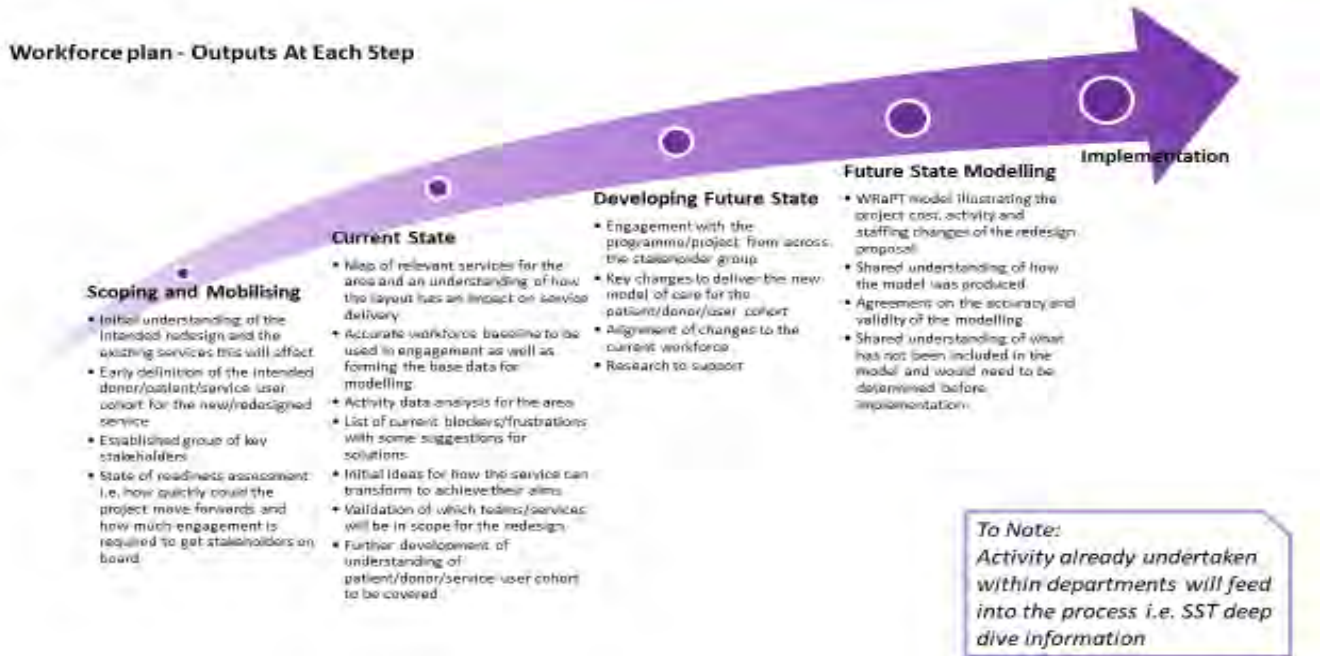 Workforce plan - Outputs At Each Step
Scoping and Mobilising
• Initial understanding of the
intended redesign and the
existing services this will affect
• Early definition of the intended
donor/patient/service user
cohort for the new/redesigned
service
• Established group of key
stakeholders
• State of readiness assessment
i.e. how quickly could the
project move forwards and
how much engagement is
required to get stakeholders on
board
Current State
• Map of relevant services for the
area and an understanding of how
the layout has an impact on service
delivery
• Accurate workforce baseline to be
used in engagement as well as
forming the base data for
modelling
• Activity data analysis for the area
• List of current blockers/frustrations
with some suggestions for
solutions
• Initial ideas for how the service can
transform to achieve their aims
• Validation of which teams/services
will be in scope for the redesign
• Further development of
understanding of
patient/donor/service user cohort
to be covered
Developing Future State
• Engagement with the
programme/project from across
the stakeholder group
• Key changes to deliver the new
model of care for the
patient/donor/user cohort
• Alignment of changes to the
current workforce
• Research to support
Future State Modelling
• WRaPT model illustrating the
project cost, activity and
staffing changes of the redesign
proposal
• Shared understanding of how
the model was produced
• Agreement on the accuracy and
validity of the modelling
• Shared understanding of what
has not been included in the
model and would need to be
determined before
implementation
Implementation
To Note:
Activity already undertaken
within departments will feed
into the process i.e. SST deep
dive information